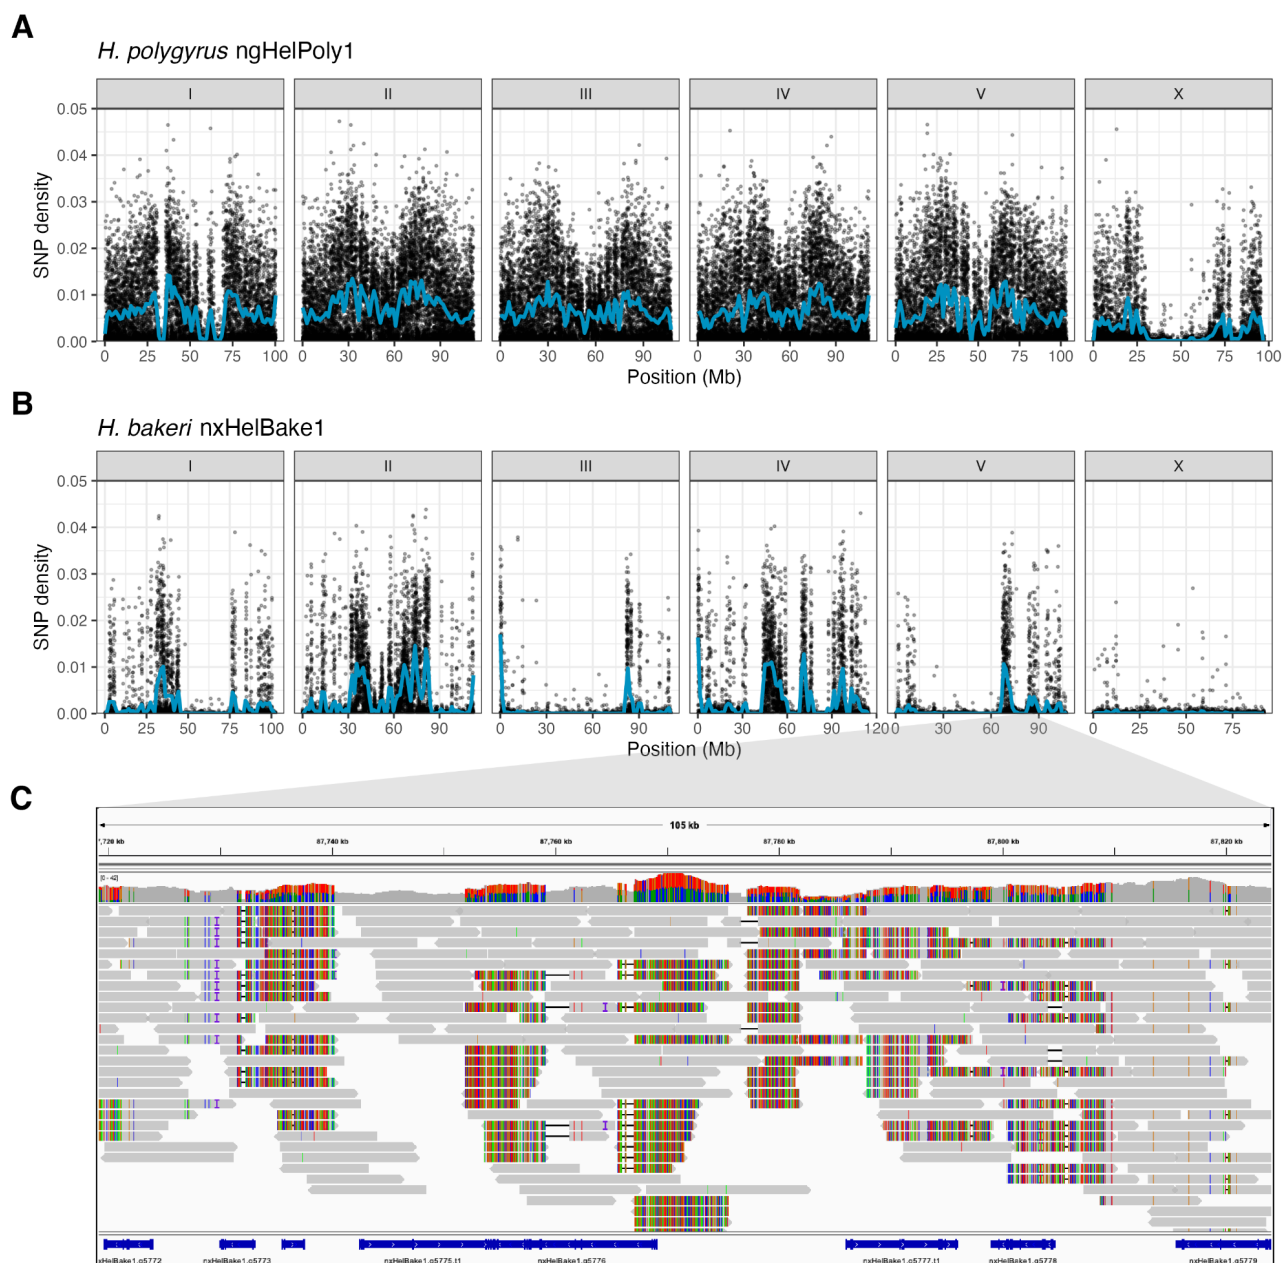 A
H. polygyrus ngHelPoly1
I II III IV V X
SNP density
0.05
0.04
0.03
0.02
0.01
0.00
0 25 50 75 100 0 30 60 90 0 30 60 90 0 30 60 90 0 25 50 75 100 0 25 50 75 100
Position (Mb)
B
H. bakeri nxHelBake1
I II III IV V X
SNP density
0.05
0.04
0.03
0.02
0.01
0.00
0 25 50 75 100 0 30 60 90 0 30 60 90 0 30 60 90 120 0 30 60 90 0 25 50 75
Position (Mb)
C
105 kb
87,740 kb 87,760 kb 87,780 kb 87,800 kb 87,820 kb
[0 - 42]
xHelBake1.g5772 nxHelBake1.g5773 nxHelBake1.g5775.t1 nxHelBake1.g5776 nxHelBake1.g5777.t1 nxHelBake1.g5778 nxHelBake1.g5779